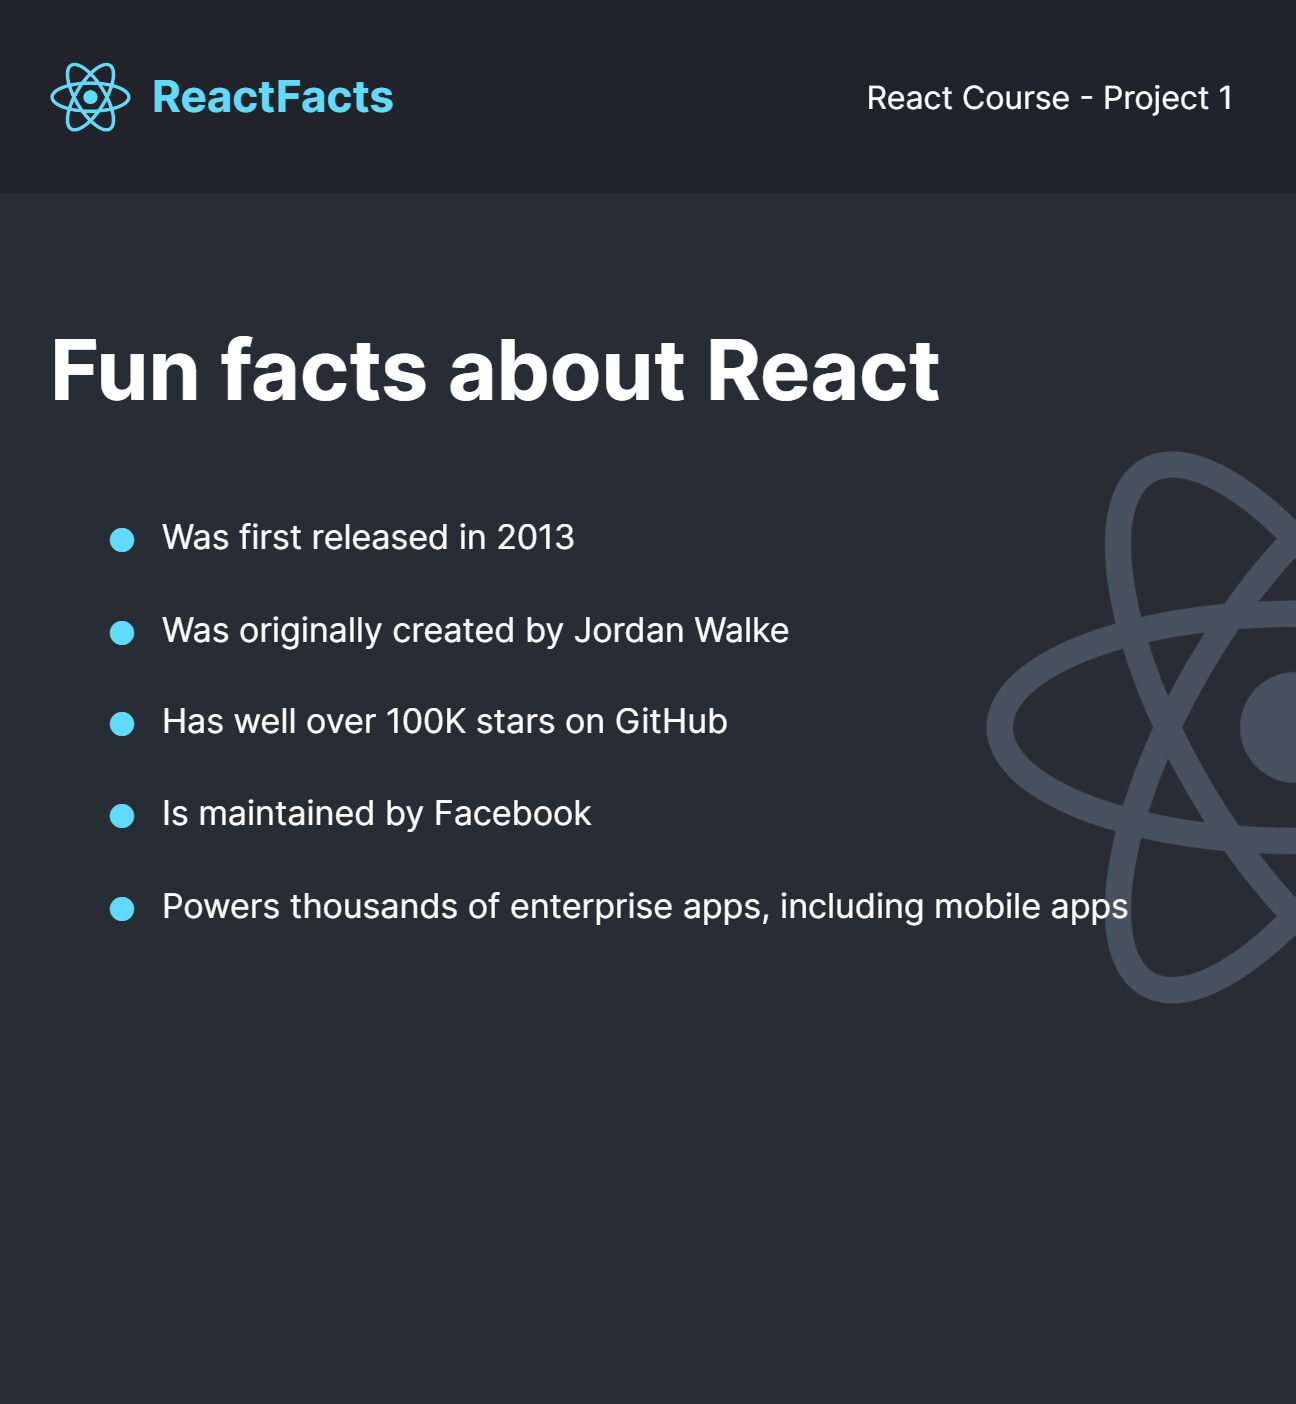 ReactFacts
React Course - Project 1
Fun facts about React
Was first released in 2013
Was originally created by Jordan Walke
Has well over 100K stars on GitHub
Is maintained by Facebook
Powers thousands of enterprise apps, including mobile apps